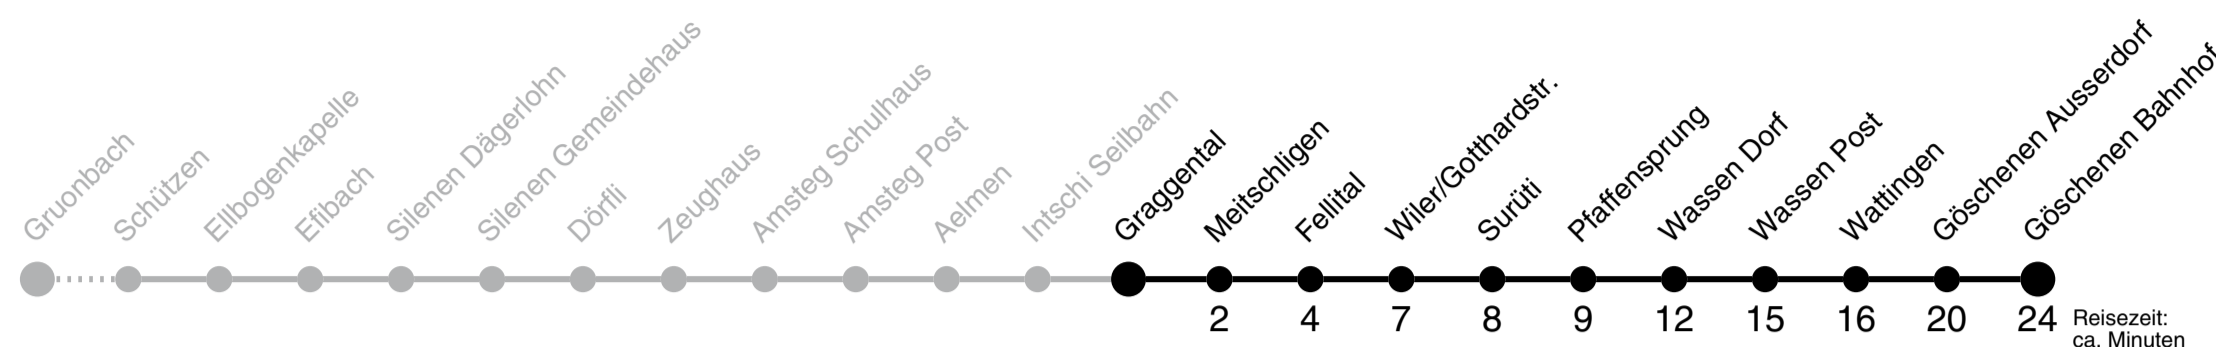 Gruonbach
Schützen
Ellbogenkapelle
Efibach
Silenen Dägerlohn
Silenen Gemeindehaus
Dörfli
Zeughaus
Amsteg Schulhaus
Amsteg Post
Aelmen
Intschi Seilbahn
Graggental
Meitschligen
Fellital
Wiler/Gotthardstr.
Surüti
Pfaffensprung
Wassen Dorf
Wassen Post
Wattingen
Göschenen Ausserdorf
Göschenen Bahnhof
2 4 7 8 9 12 15 16 20 24
Reisezeit:
ca. Minuten